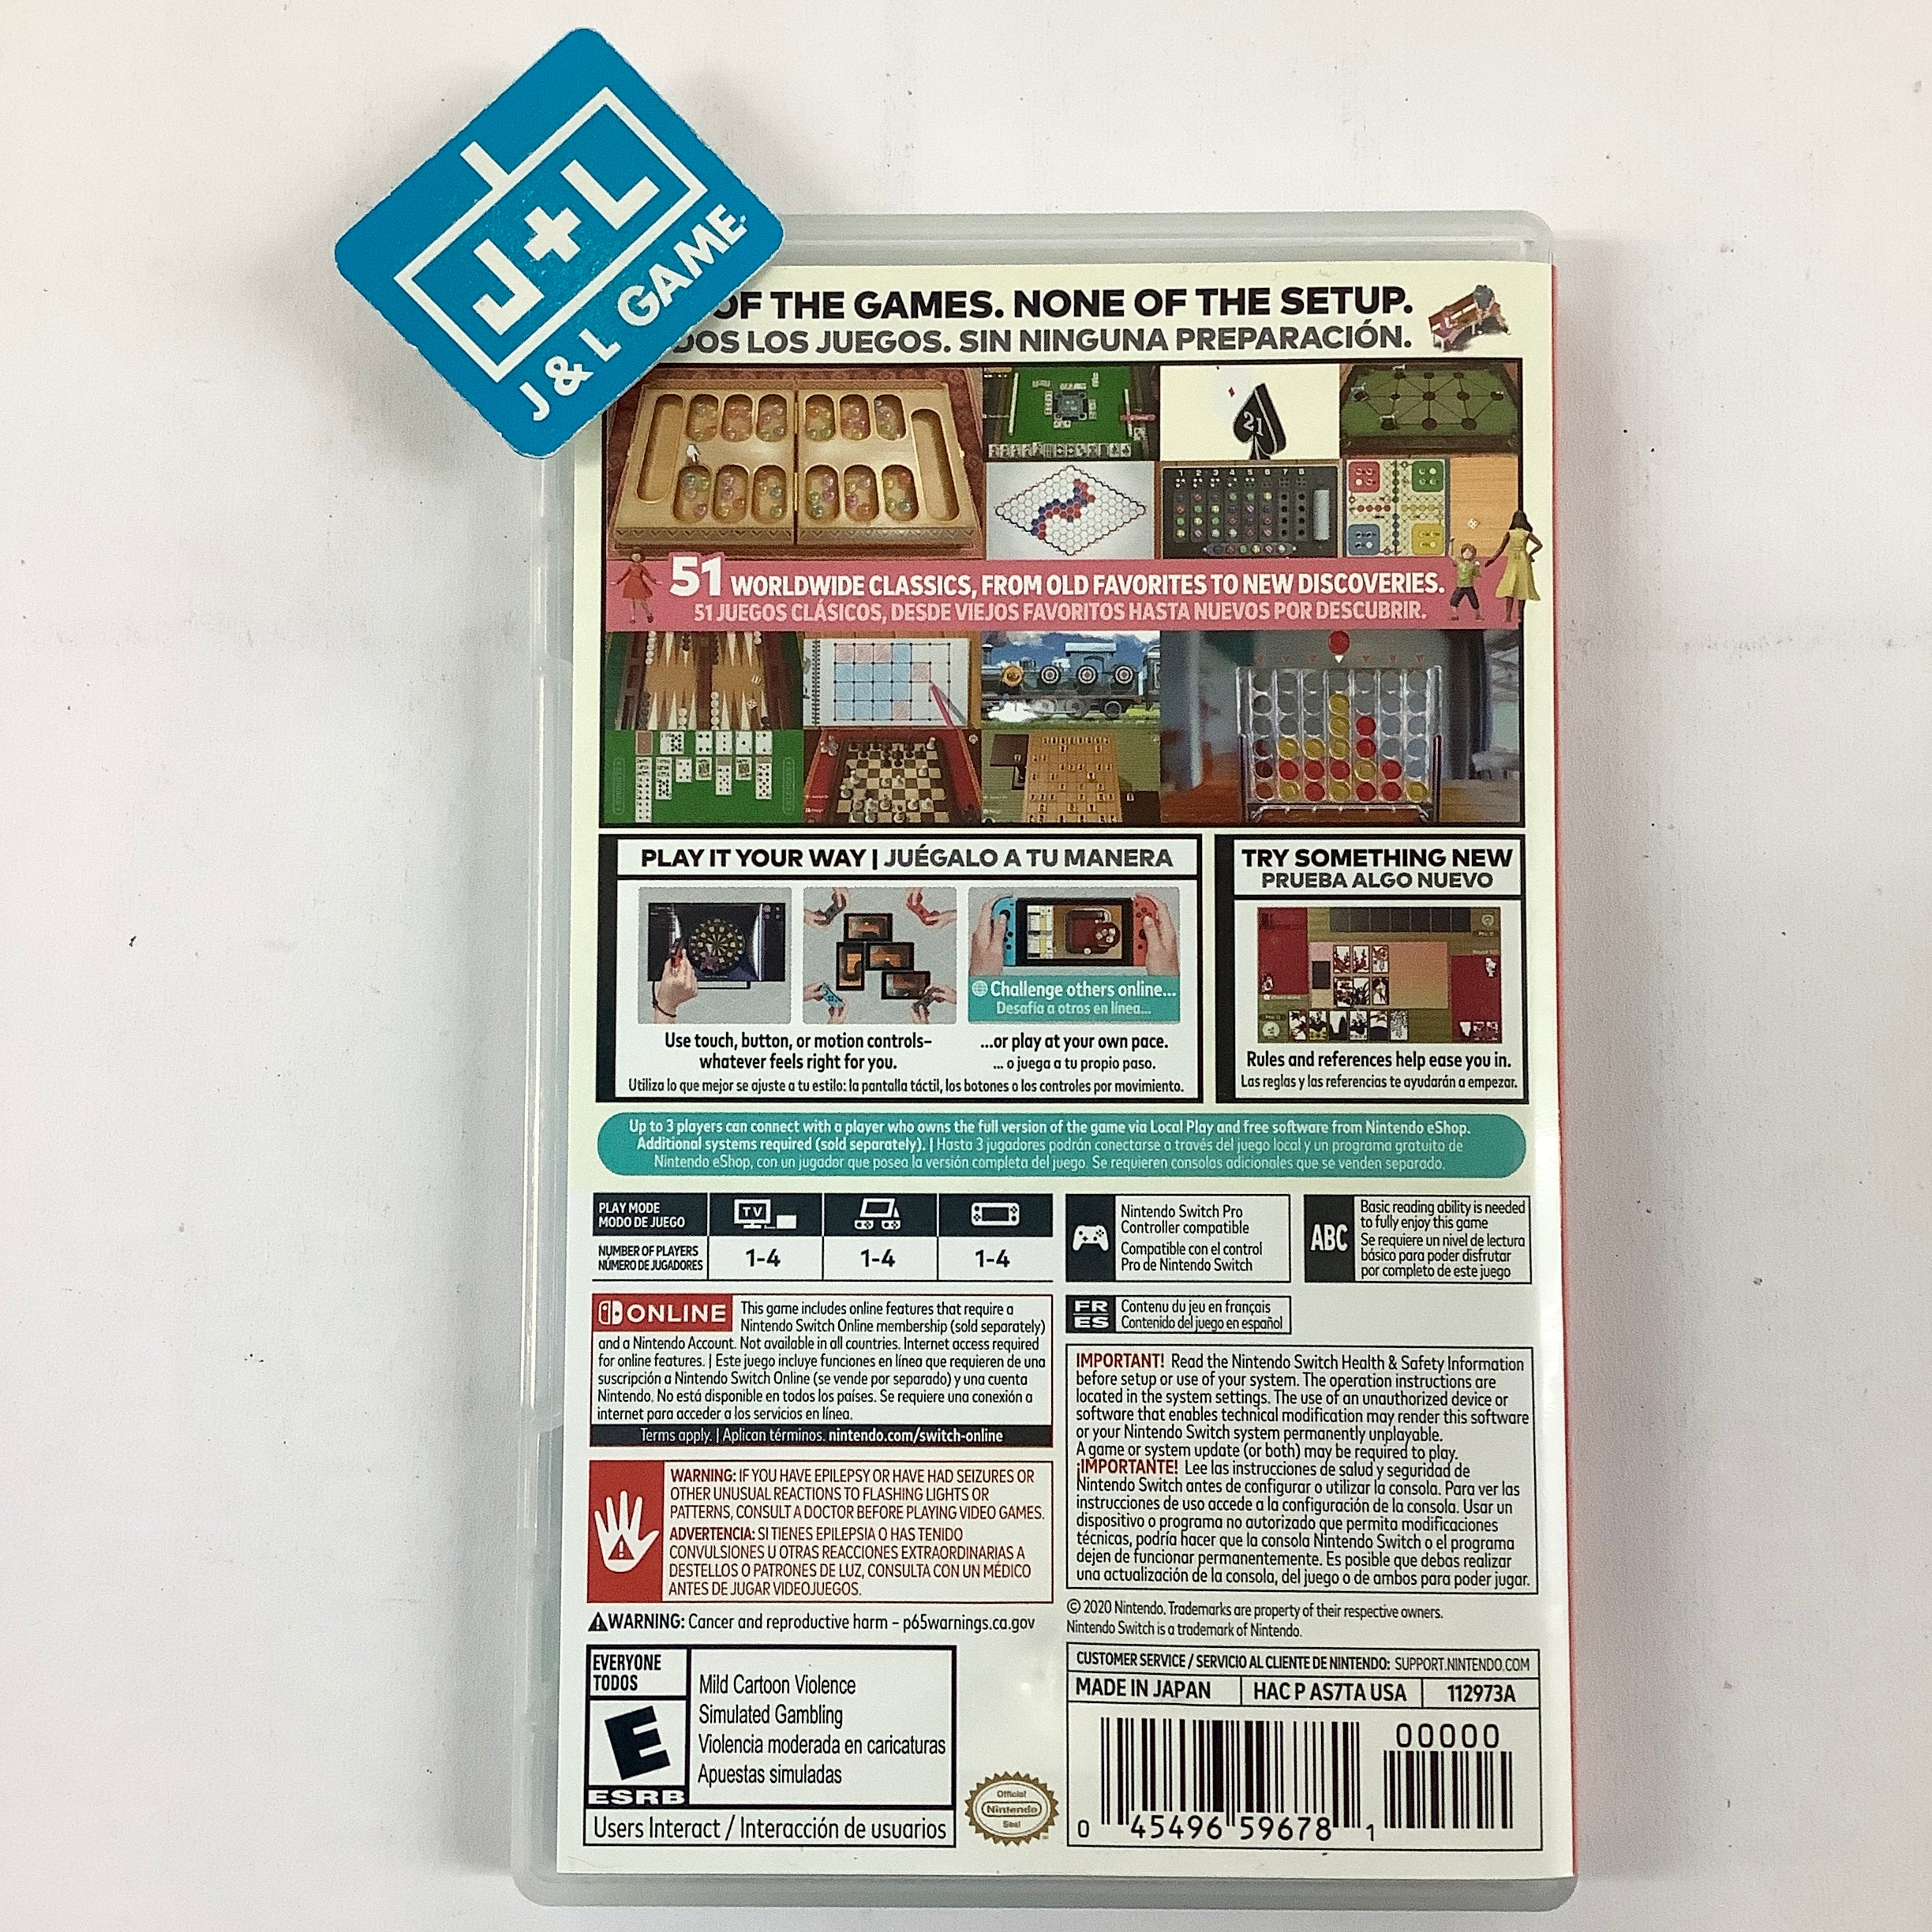 J+L
J & L GAME
OF THE GAMES. NONE OF THE SETUP.
DOS LOS JUEGOS. SIN NINGUNA PREPARACIÓN.
21
1 2 3 4 5 6 7 8
51 WORLDWIDE CLASSICS, FROM OLD FAVORITES TO NEW DISCOVERIES.
51 JUEGOS CLÁSICOS, DESDE VIEJOS FAVORITOS HASTA NUEVOS POR DESCUBRIR.
PLAY IT YOUR WAY | JUÉGALO A TU MANERA
Challenge others online...
Desafía a otros en línea...
Use touch, button, or motion controls–
whatever feels right for you.
...or play at your own pace.
... o juega a tu propio paso.
Utiliza lo que mejor se ajuste a tu estilo: la pantalla táctil, los botones o los controles por movimiento.
TRY SOMETHING NEW
PRUEBA ALGO NUEVO
Rules and references help ease you in.
Las reglas y las referencias te ayudarán a empezar.
Up to 3 players can connect with a player who owns the full version of the game via Local Play and free software from Nintendo eShop.
Additional systems required (sold separately). | Hasta 3 jugadores podrán conectarse a través del juego local y un programa gratuito de
Nintendo eShop, con un jugador que posea la versión completa del juego. Se requieren consolas adicionales que se venden separado.
PLAY MODE
MODO DE JUEGO
TV
NUMBER OF PLAYERS
NÚMERO DE JUGADORES
1-4
1-4
1-4
Nintendo Switch Pro
Controller compatible
Compatible con el control
Pro de Nintendo Switch
ABC
Basic reading ability is needed
to fully enjoy this game
Se requiere un nivel de lectura
básico para poder disfrutar
por completo de este juego
ONLINE
This game includes online features that require a
Nintendo Switch Online membership (sold separately)
and a Nintendo Account. Not available in all countries. Internet access required
for online features. | Este juego incluye funciones en línea que requieren de una
suscripción a Nintendo Switch Online (se vende por separado) y una cuenta
Nintendo. No está disponible en todos los países. Se requiere una conexión a
internet para acceder a los servicios en línea.
Terms apply. | Aplican términos. nintendo.com/switch-online
FR
ES
Contenu du jeu en français
Contenido del juego en español
IMPORTANT! Read the Nintendo Switch Health & Safety Information
before setup or use of your system. The operation instructions are
located in the system settings. The use of an unauthorized device or
software that enables technical modification may render this software
or your Nintendo Switch system permanently unplayable.
A game or system update (or both) may be required to play.
¡IMPORTANTE! Lee las instrucciones de salud y seguridad de
Nintendo Switch antes de configurar o utilizar la consola. Para ver las
instrucciones de uso accede a la configuración de la consola. Usar un
dispositivo o programa no autorizado que permita modificaciones
técnicas, podría hacer que la consola Nintendo Switch o el programa
dejen de funcionar permanentemente. Es posible que debas realizar
una actualización de la consola, del juego o de ambos para poder jugar.
WARNING: IF YOU HAVE EPILEPSY OR HAVE HAD SEIZURES OR
OTHER UNUSUAL REACTIONS TO FLASHING LIGHTS OR
PATTERNS, CONSULT A DOCTOR BEFORE PLAYING VIDEO GAMES.
ADVERTENCIA: SI TIENES EPILEPSIA O HAS TENIDO
CONVULSIONES U OTRAS REACCIONES EXTRAORDINARIAS A
DESTELLOS O PATRONES DE LUZ, CONSULTA CON UN MÉDICO
ANTES DE JUGAR VIDEOJUEGOS.
WARNING: Cancer and reproductive harm – p65warnings.ca.gov
© 2020 Nintendo. Trademarks are property of their respective owners.
Nintendo Switch is a trademark of Nintendo.
EVERYONE
TODOS
E
ESRB
Mild Cartoon Violence
Simulated Gambling
Violencia moderada en caricaturas
Apuestas simuladas
Users Interact / Interacción de usuarios
Official
Nintendo
Seal
CUSTOMER SERVICE / SERVICIO AL CLIENTE DE NINTENDO: SUPPORT.NINTENDO.COM
MADE IN JAPAN
HAC P AS7TA USA
112973A
00000
0 45496 59678 1